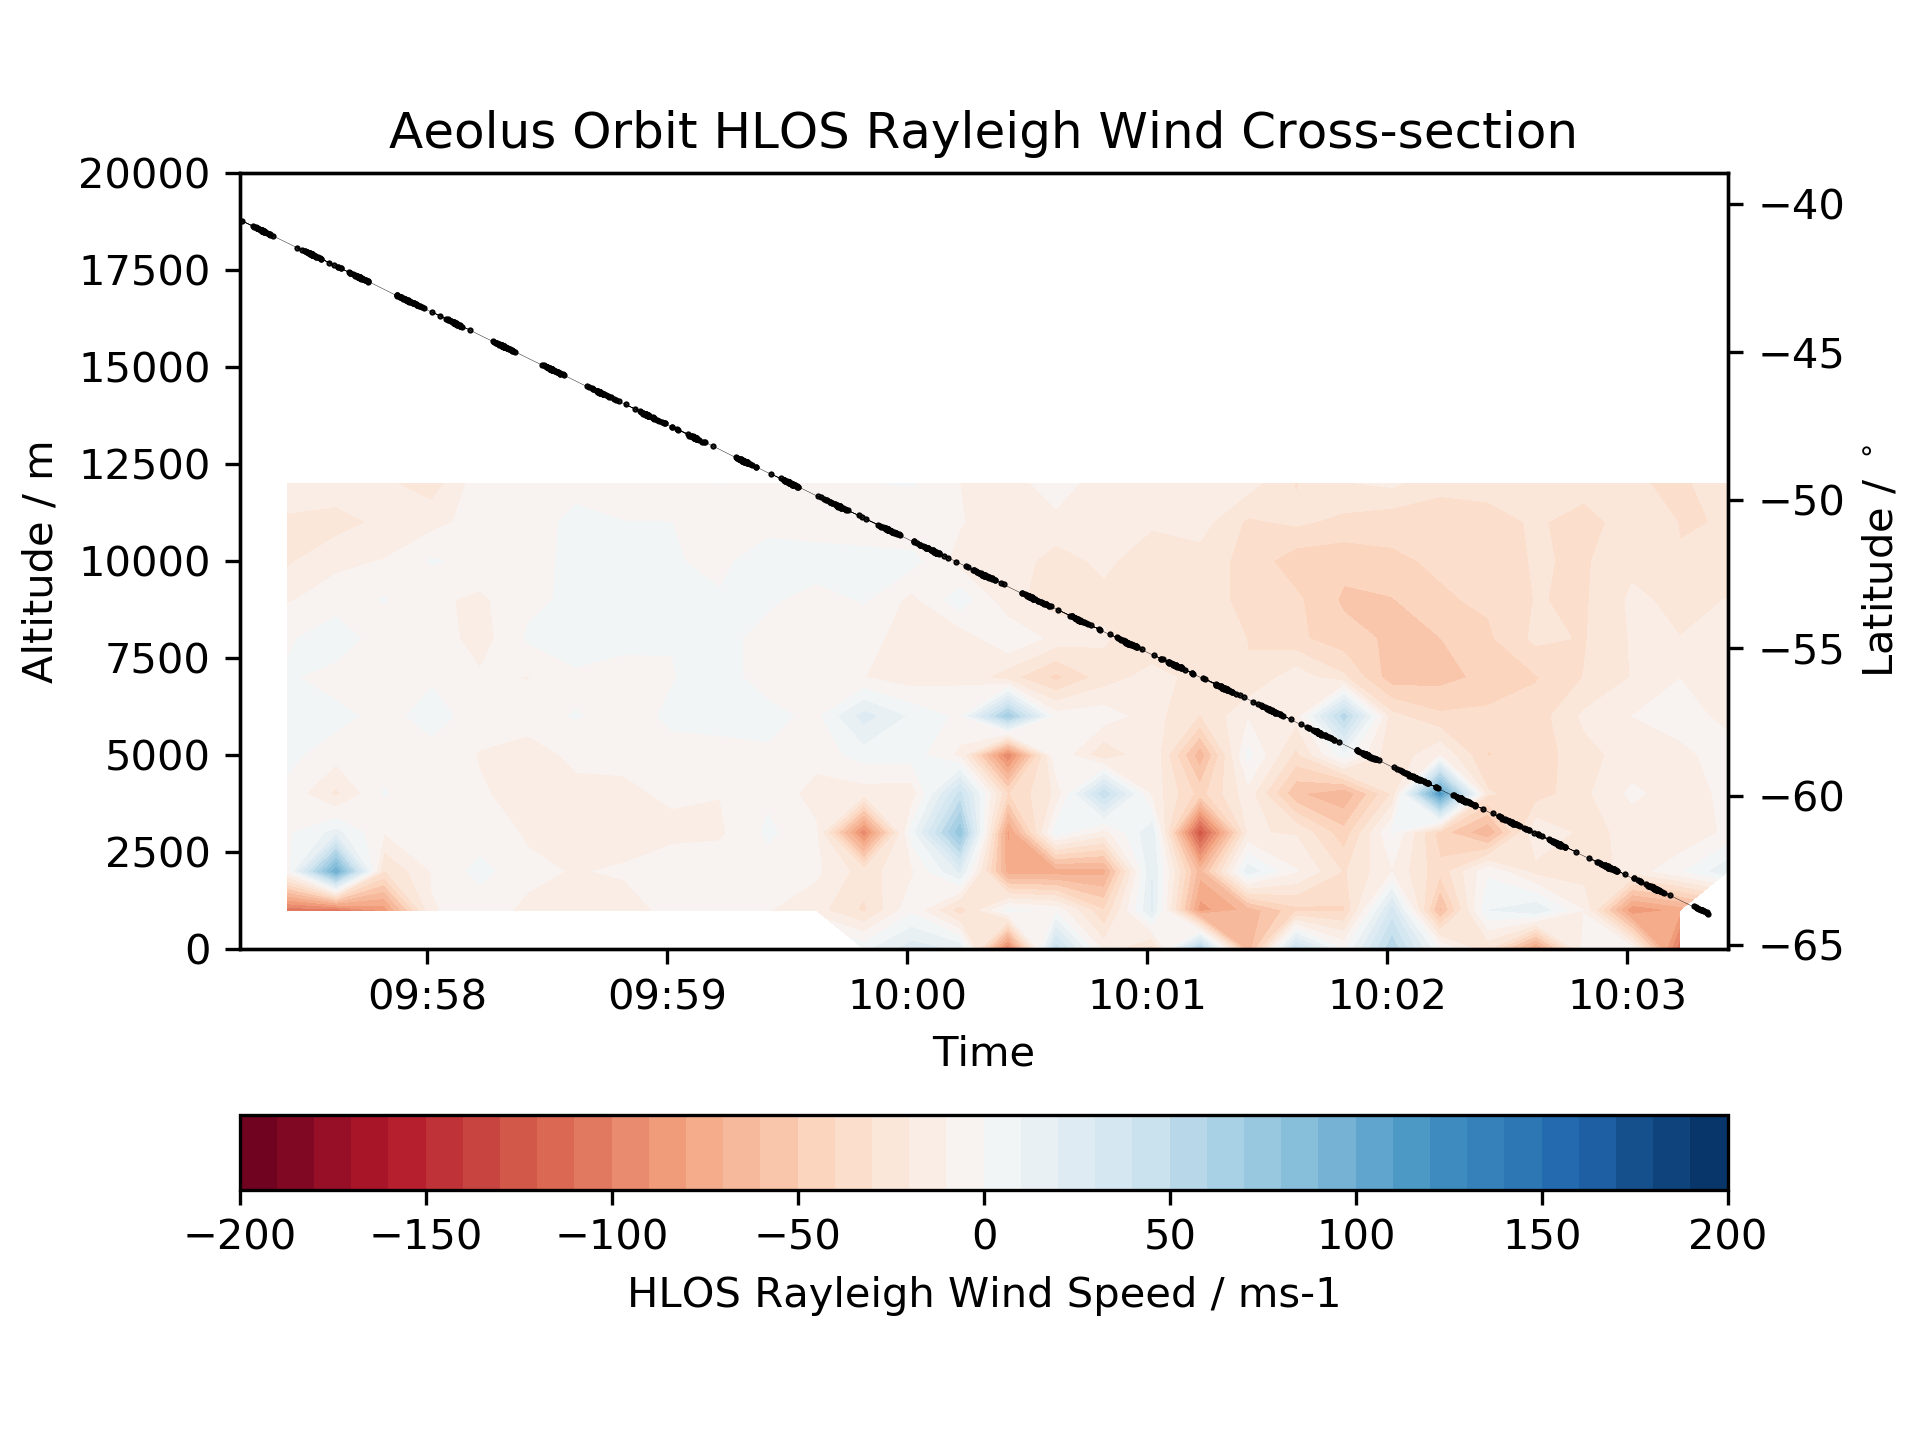 Aeolus Orbit HLOS Rayleigh Wind Cross-section
20000
17500
15000
12500
10000
7500
5000
2500
0
Altitude / m
−40
−45
−50
−55
−60
−65
Latitude / °
09:58 09:59 10:00 10:01 10:02 10:03
Time
−200 −150 −100 −50 0 50 100 150 200
HLOS Rayleigh Wind Speed / ms-1